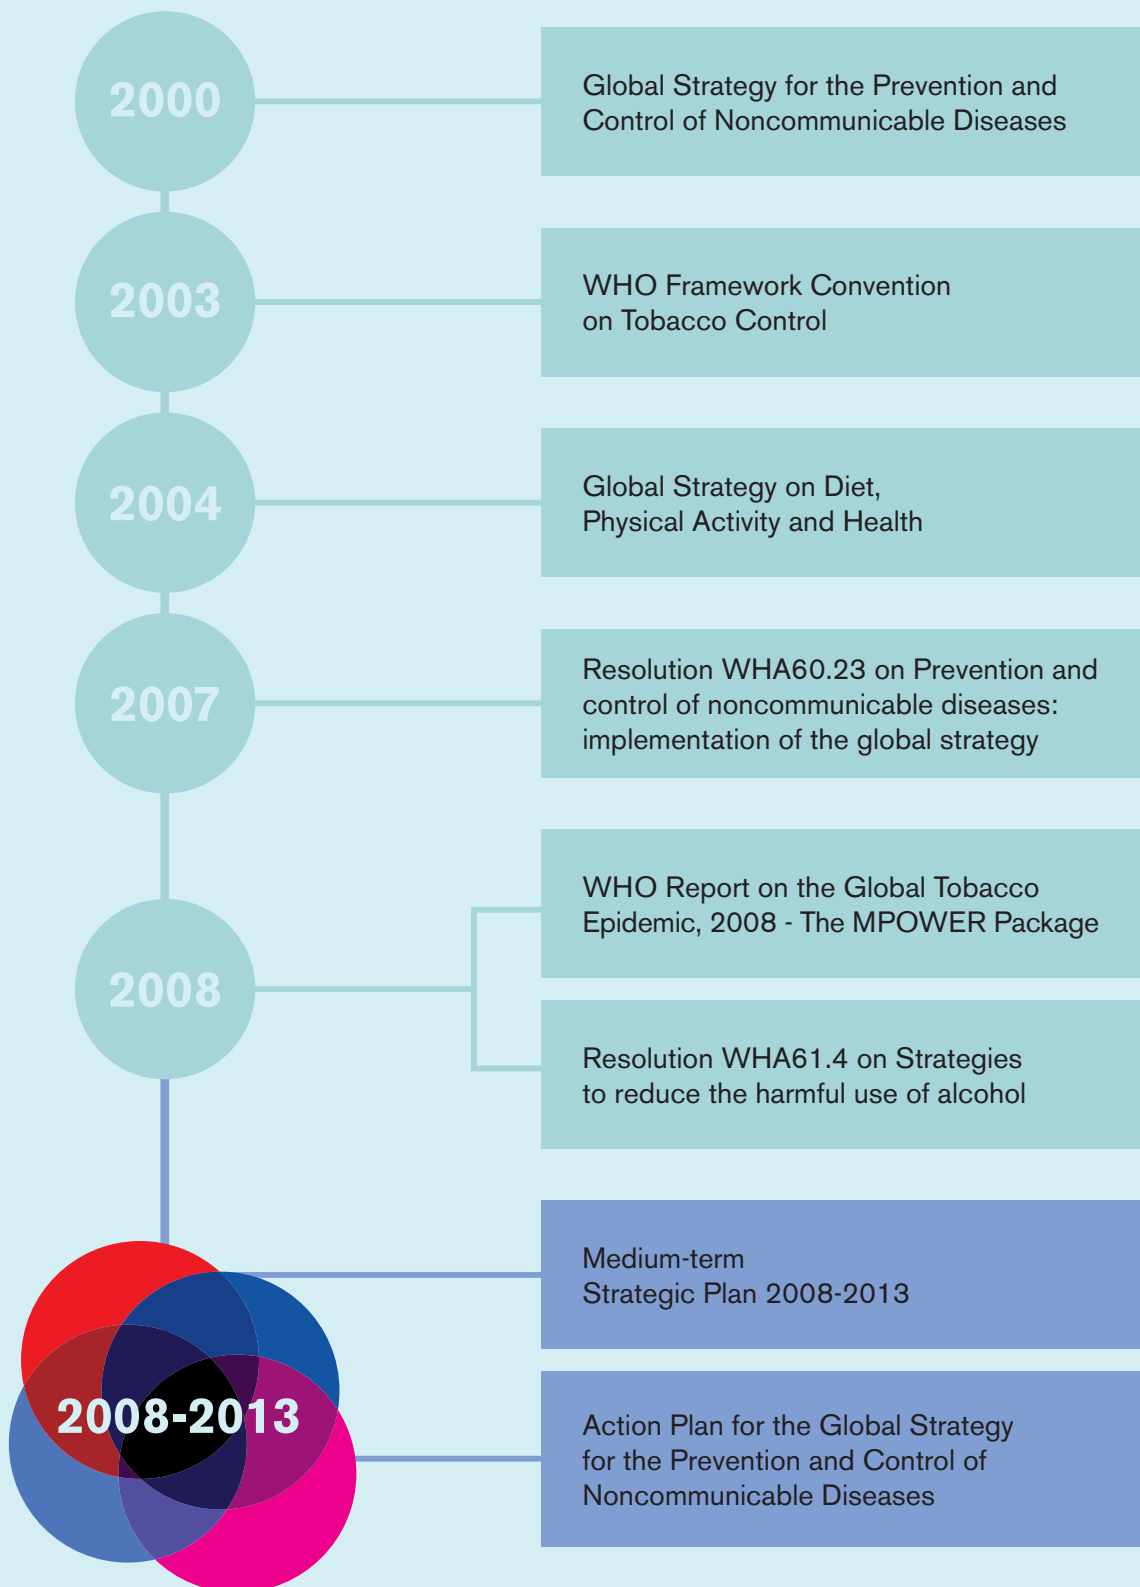 2000
Global Strategy for the Prevention and
Control of Noncommunicable Diseases
2003
WHO Framework Convention
on Tobacco Control
2004
Global Strategy on Diet,
Physical Activity and Health
2007
Resolution WHA60.23 on Prevention and
control of noncommunicable diseases:
implementation of the global strategy
2008
WHO Report on the Global Tobacco
Epidemic, 2008 - The MPOWER Package
Resolution WHA61.4 on Strategies
to reduce the harmful use of alcohol
2008-2013
Medium-term
Strategic Plan 2008-2013
Action Plan for the Global Strategy
for the Prevention and Control of
Noncommunicable Diseases